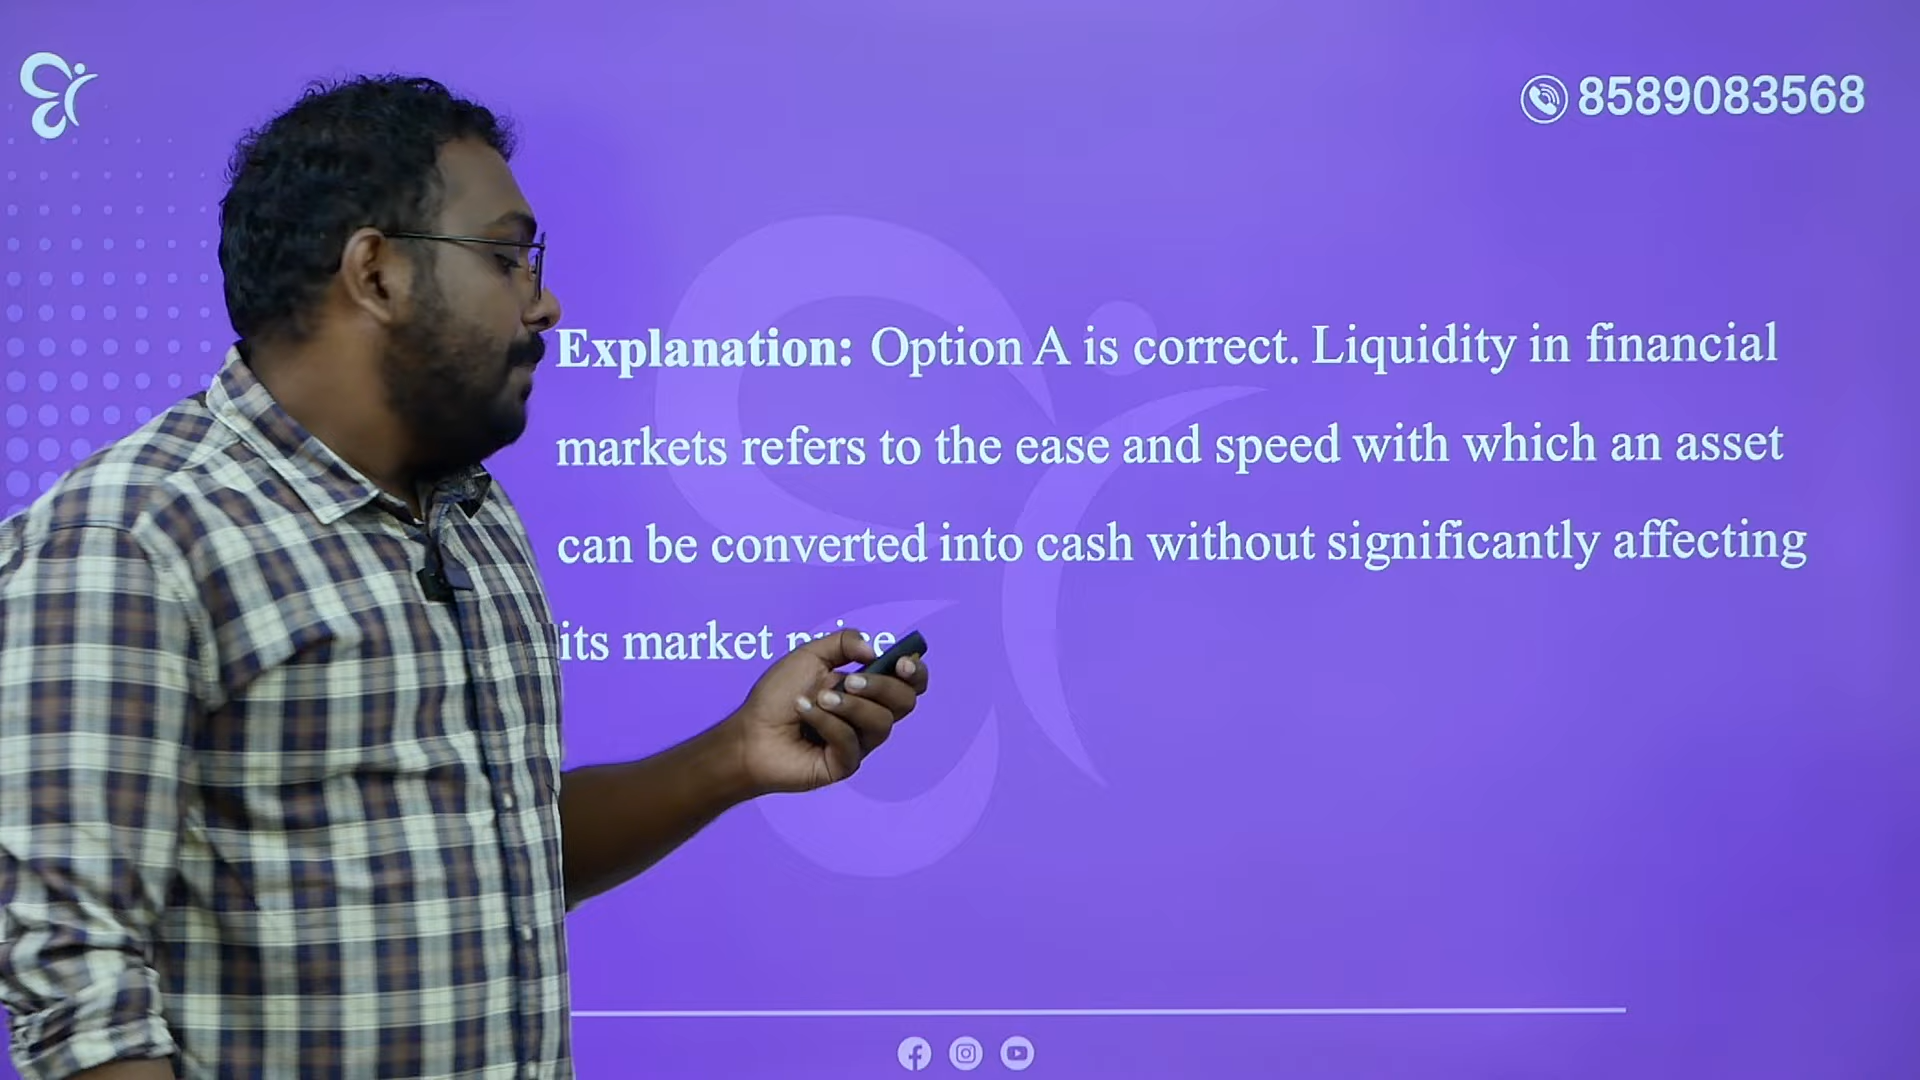 8589083568
Explanation: Option A is correct. Liquidity in financial
markets refers to the ease and speed with which an asset
can be converted into cash without significantly affecting
its market